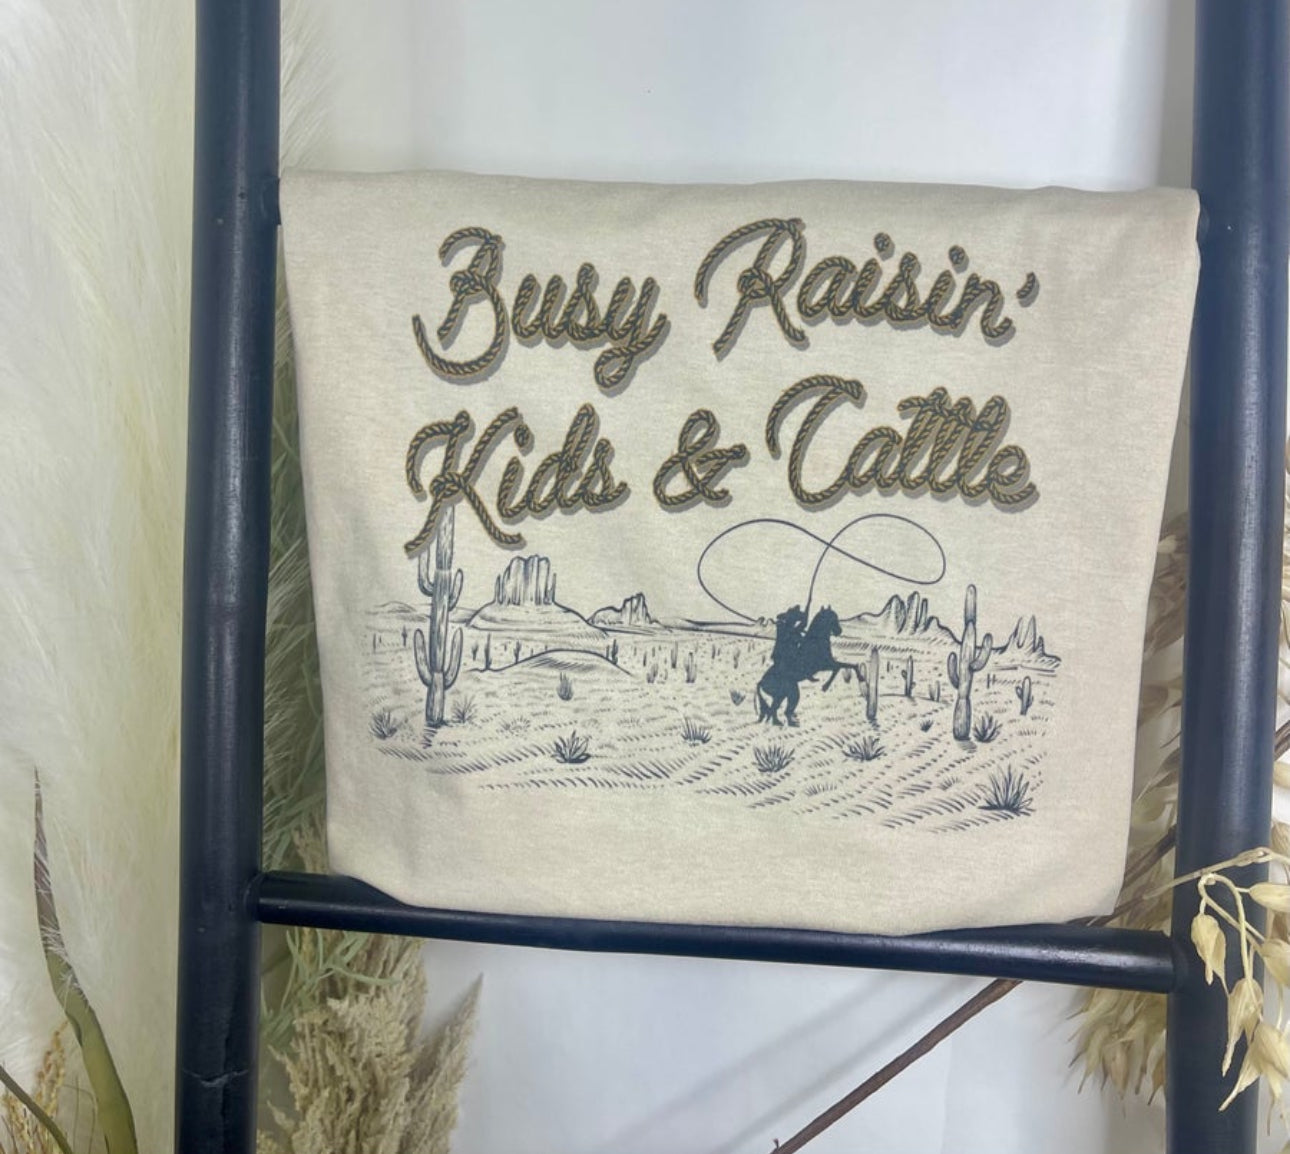 Busy Raisin'
Kids & Cattle